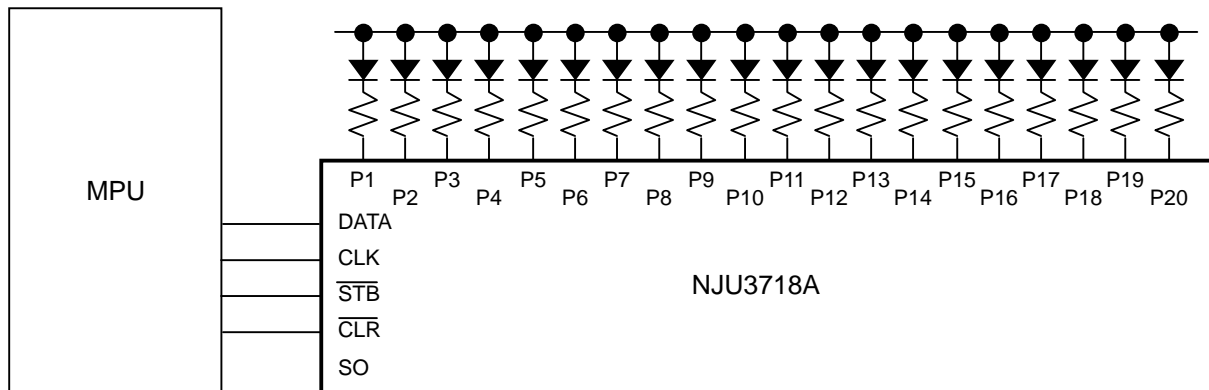 P1 P3 P5 P7 P9 P11 P13 P15 P17 P19
P2 P4 P6 P8 P10 P12 P14 P16 P18 P20
MPU
DATA
CLK
STB
CLR
SO
NJU3718A